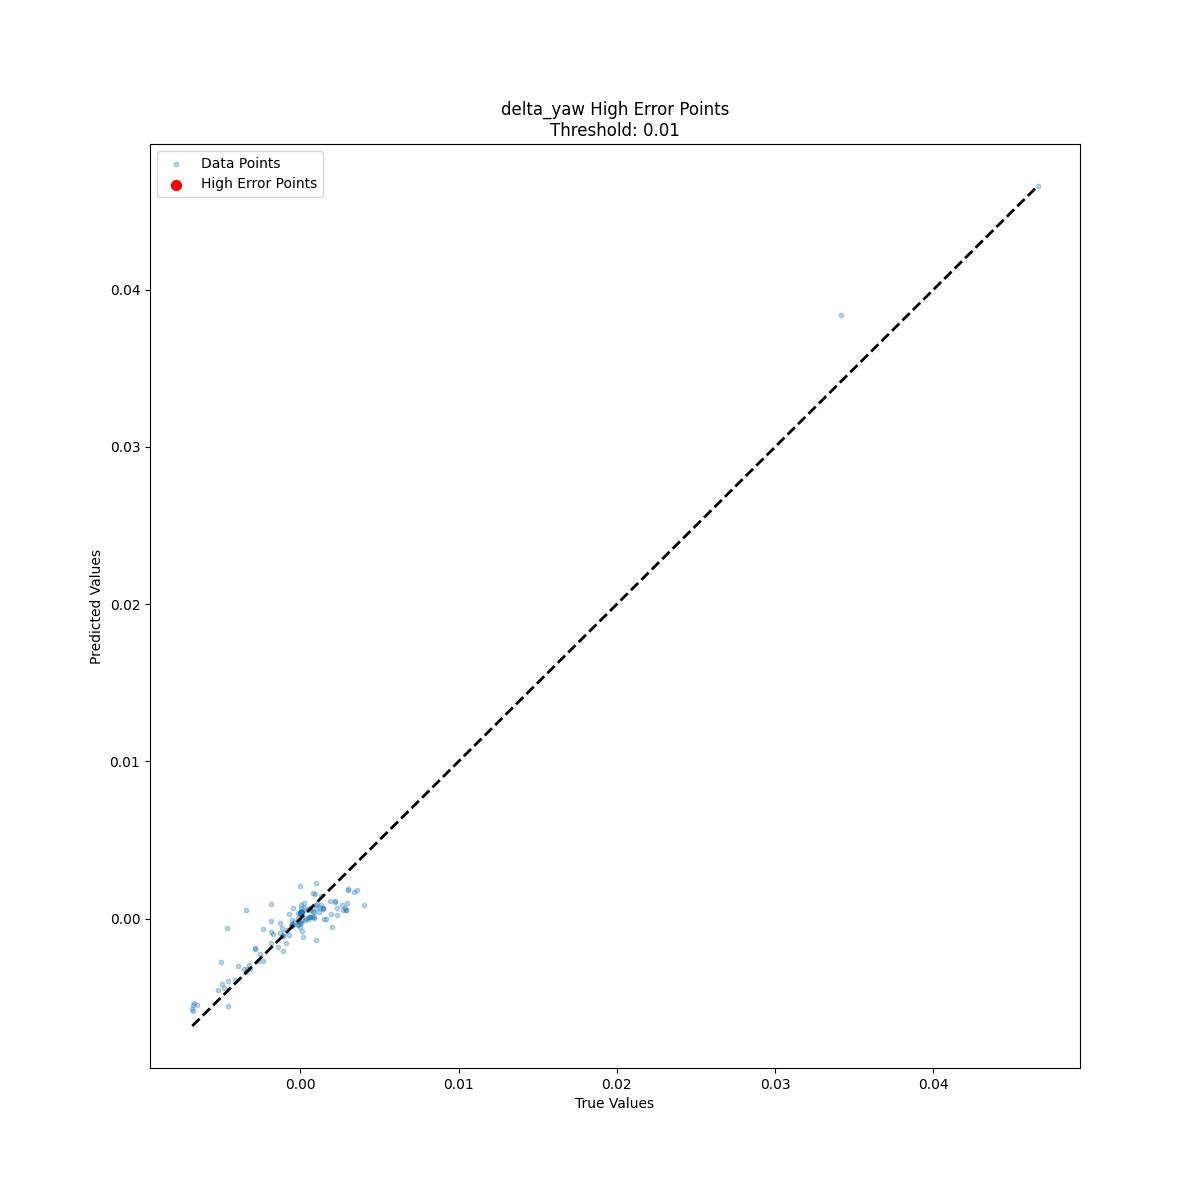 delta_yaw High Error Points
Threshold: 0.01
Data Points
High Error Points
0.04
0.03
0.02
0.01
0.00
Predicted Values
0.00 0.01 0.02 0.03 0.04
True Values